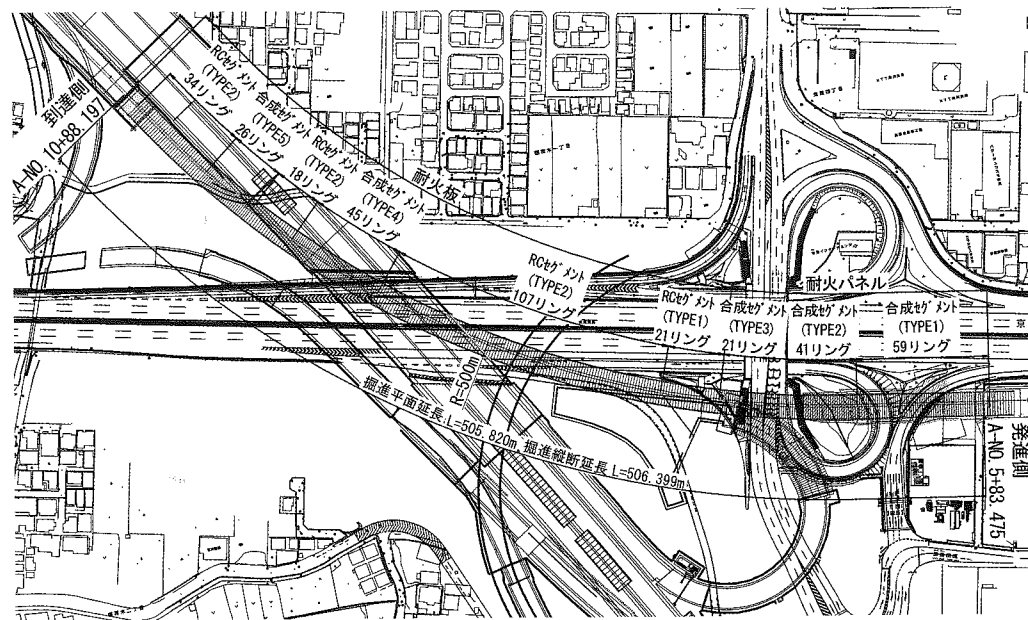 到達側
A-NO. 10+88.197
RCセグメント
(TYPE2)
34リング
合成セグメント
(TYPE5)
26リング
RCセグメント
(TYPE2)
18リング
合成セグメント
(TYPE4)
45リング
耐火板
RCセグメント
(TYPE2)
107リング
耐火パネル
RCセグメント
(TYPE1)
21リング
合成セグメント
(TYPE3)
21リング
合成セグメント
(TYPE2)
41リング
合成セグメント
(TYPE1)
59リング
京
R=500m
掘進平面延長:L=505.820m 掘進縦断延長 L=506.399m
発進側
A-NO. 5+83.475